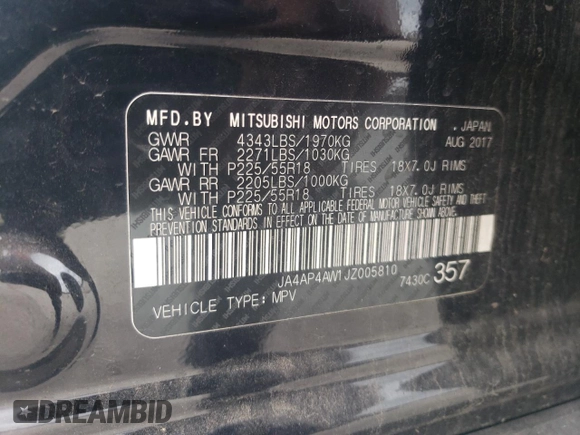 MFD.BY MITSUBISHI MOTORS CORPORATION . JAPAN
GVWR 4343LBS/1970KG AUG 2017
GAWR FR 2271LBS/1030KG
WITH P225/55R18 TIRES 18X7.0J RIMS
GAWR RR 2205LBS/1000KG
WITH P225/55R18 TIRES 18X7.0J RIMS
THIS VEHICLE CONFORMS TO ALL APPLICABLE FEDERAL MOTOR VEHICLE SAFETY AND THEFT
PREVENTION STANDARDS IN EFFECT ON THE DATE OF MANUFACTURE SHOWN ABOVE.
JA4AP4AW1JZ005810
7430C 357
VEHICLE TYPE: MPV
DREAMBID